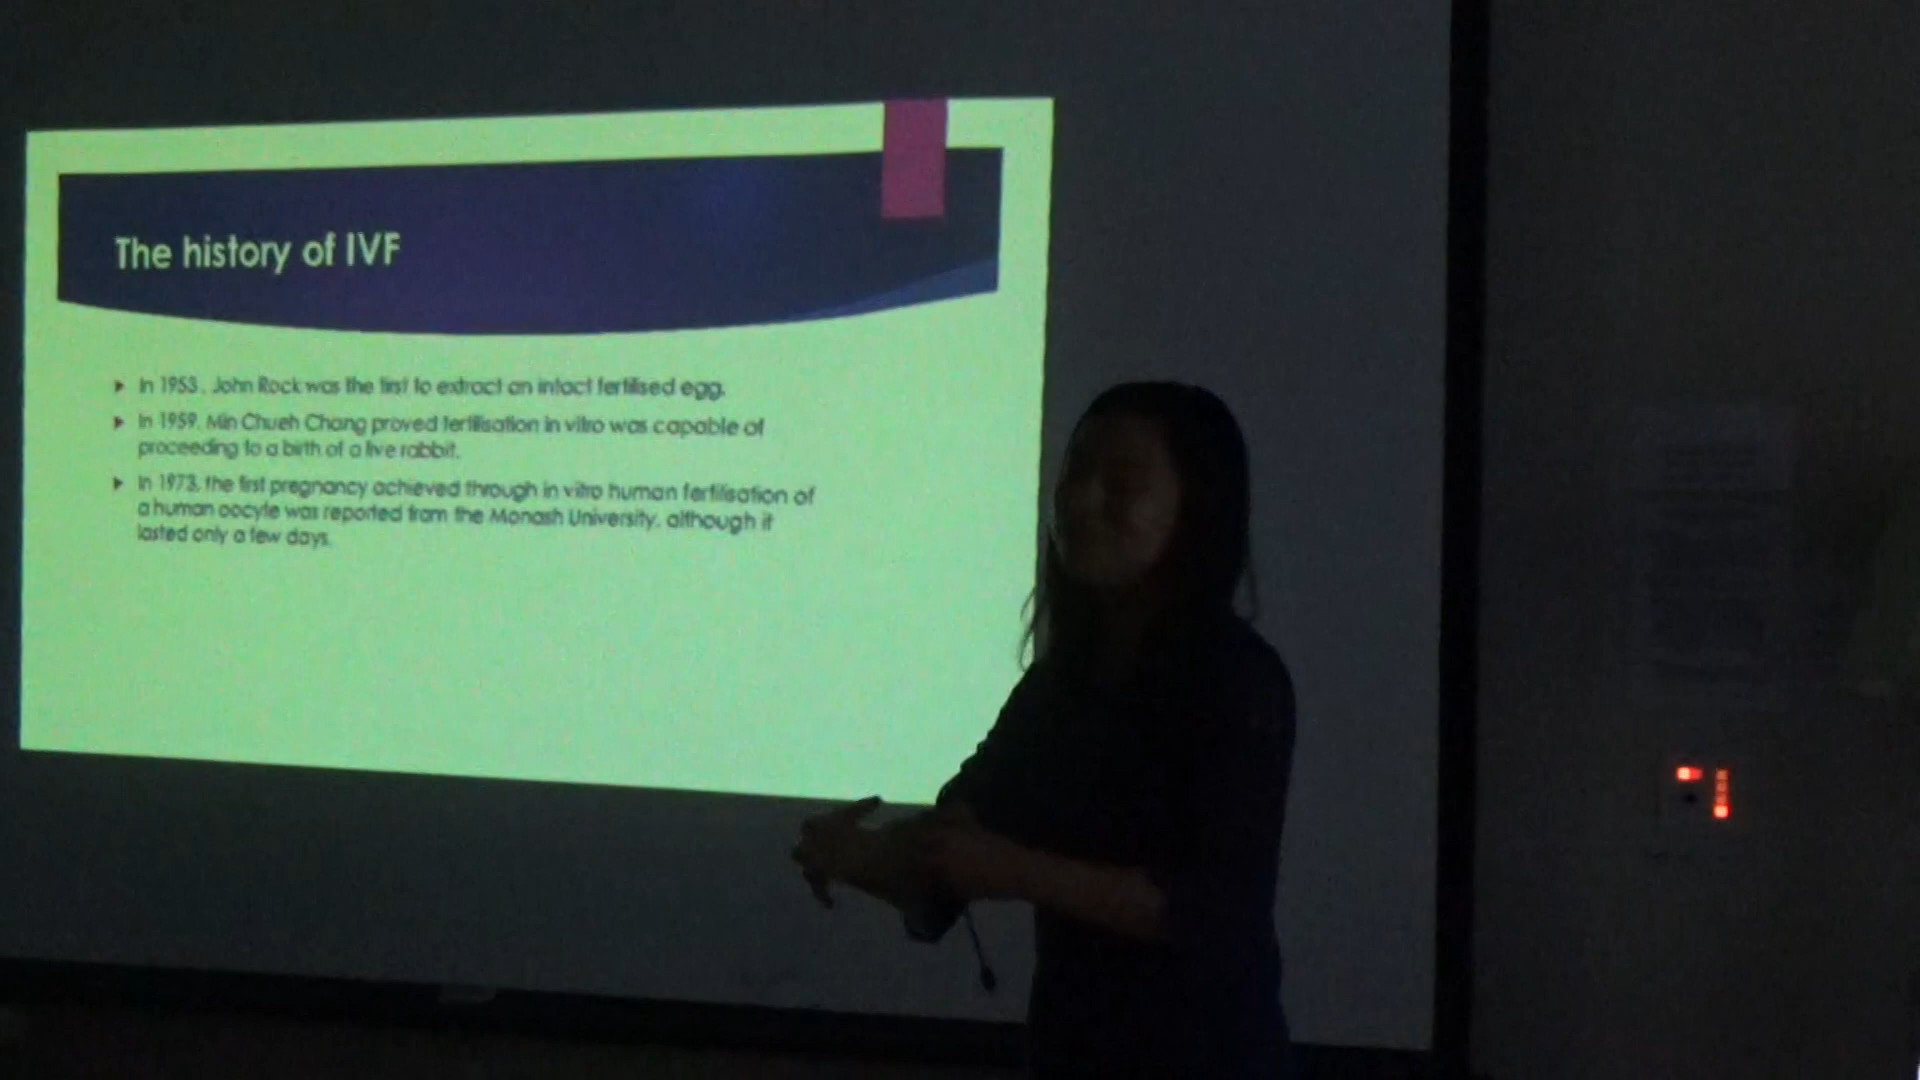 The history of IVF
In 1953, John Rock was the first to extract an intact fertilised egg.
In 1959, Min Chueh Chang proved fertilisation in vitro was capable of
proceeding to a birth of a live rabbit.
In 1973, the first pregnancy achieved through in vitro human fertilisation of
a human oocyte was reported from the Monash University, although it
lasted only a few days.